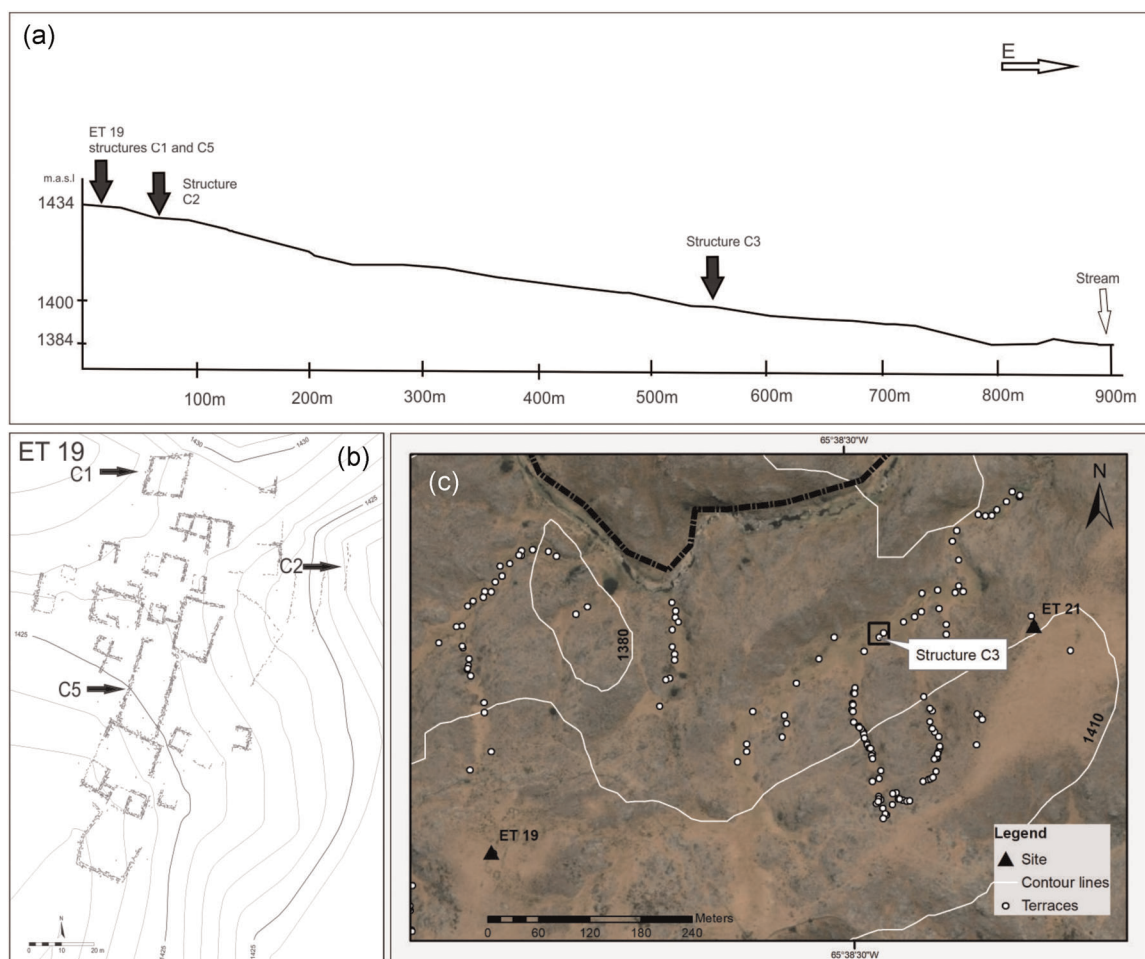 (a)
E
ET 19
structures C1 and C5
Structure
C2
m.a.s.l
1434
1400
1384
Structure C3
Stream
100m
200m
300m
400m
500m
600m
700m
800m
900m
ET 19
(b)
C1
C2
C5
1430
1430
1425
1425
1425
1425
N
0 10 20 m
65°38'30"W
(c)
N
1380
ET 21
Structure C3
1410
ET 19
Legend
Site
Contour lines
Terraces
Meters
0 60 120 180 240
65°38'30"W